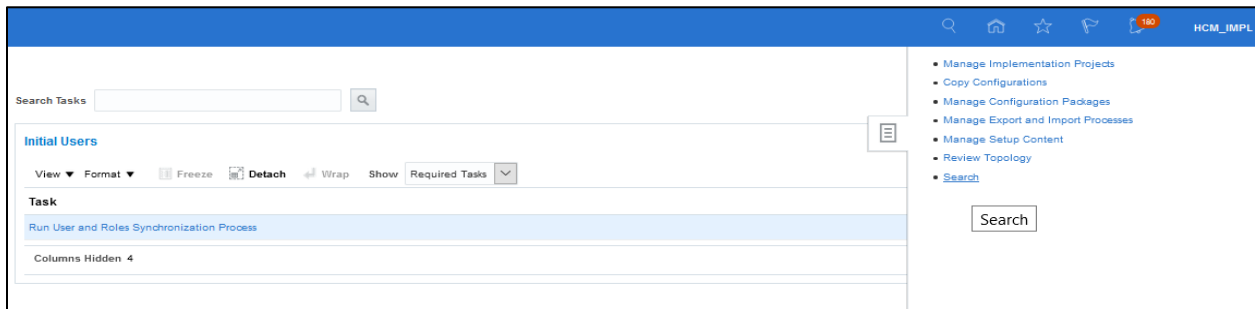 180 HCM_IMPL
Search Tasks
Initial Users
View Format Freeze Detach Wrap Show Required Tasks
Task
Run User and Roles Synchronization Process
Columns Hidden 4
Manage Implementation Projects
Copy Configurations
Manage Configuration Packages
Manage Export and Import Processes
Manage Setup Content
Review Topology
Search
Search